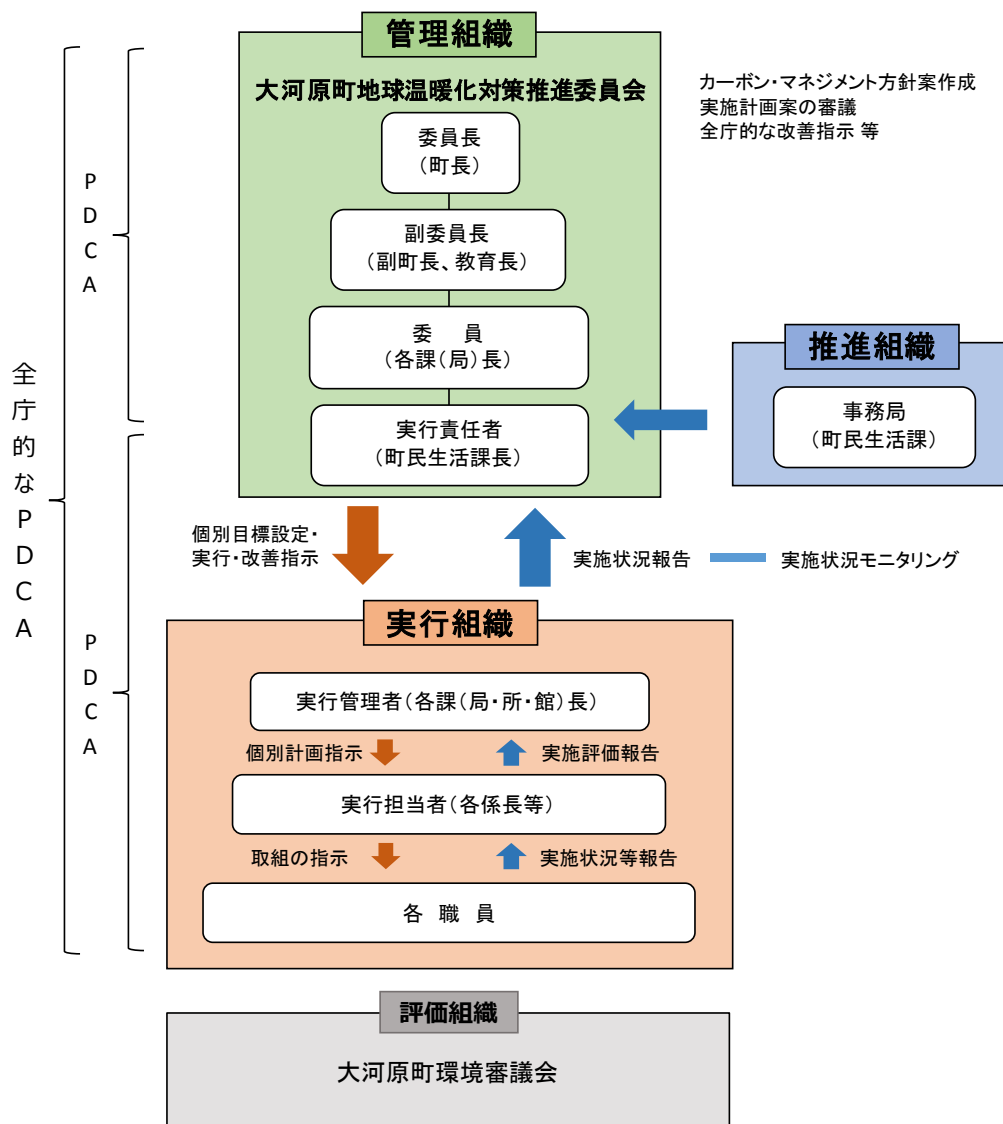 管理組織
大河原町地球温暖化対策推進委員会
カーボン・マネジメント方針案作成
実施計画案の審議
全庁的な改善指示 等
委員長
（町長）
副委員長
（副町長、教育長）
委　員
（各課（局）長）
実行責任者
（町民生活課長）
推進組織
事務局
（町民生活課）
全庁的なPDCA
PDCA
PDCA
個別目標設定・
実行・改善指示
実施状況報告
実施状況モニタリング
実行組織
実行管理者（各課（局・所・館）長）
個別計画指示
実施評価報告
実行担当者（各係長等）
取組の指示
実施状況等報告
各 職 員
評価組織
大河原町環境審議会